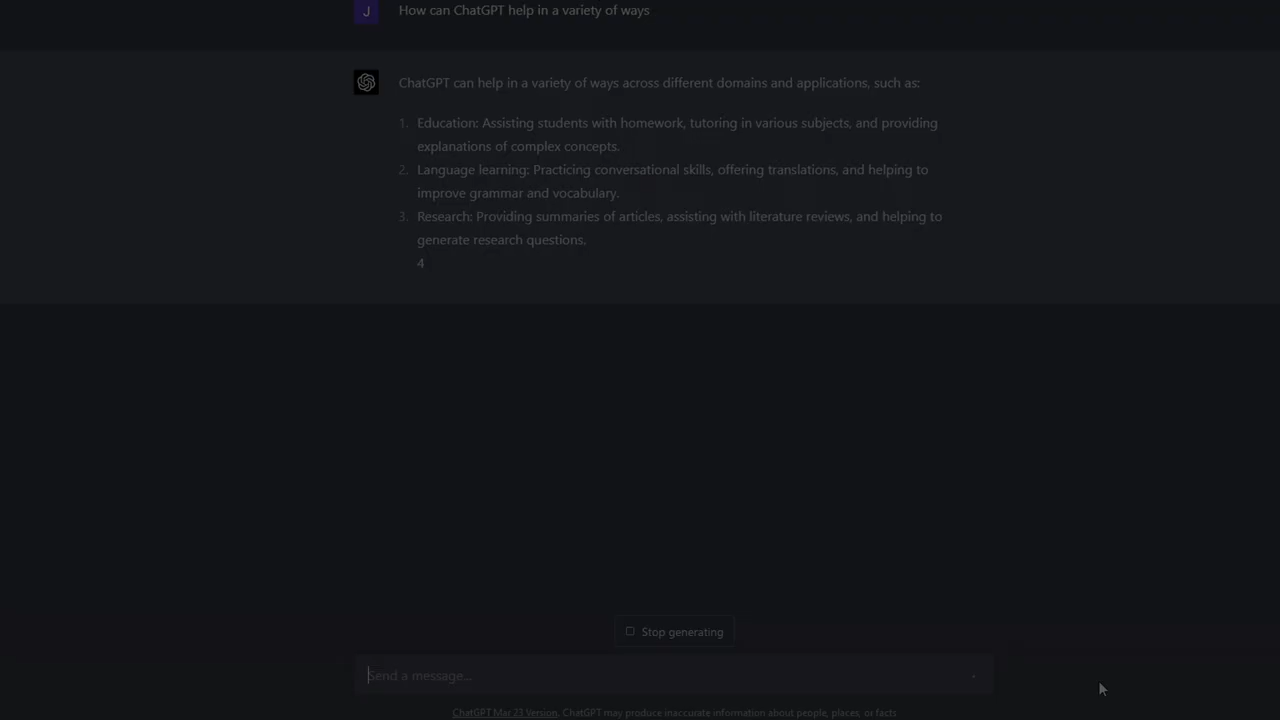 J
How can ChatGPT help in a variety of ways
ChatGPT can help in a variety of ways across different domains and applications, such as:
1. Education: Assisting students with homework, tutoring in various subjects, and providing
explanations of complex concepts.
2. Language learning: Practicing conversational skills, offering translations, and helping to
improve grammar and vocabulary.
3. Research: Providing summaries of articles, assisting with literature reviews, and helping to
generate research questions.
4
Stop generating
Send a message...
ChatGPT Mar 23 Version. ChatGPT may produce inaccurate information about people, places, or facts